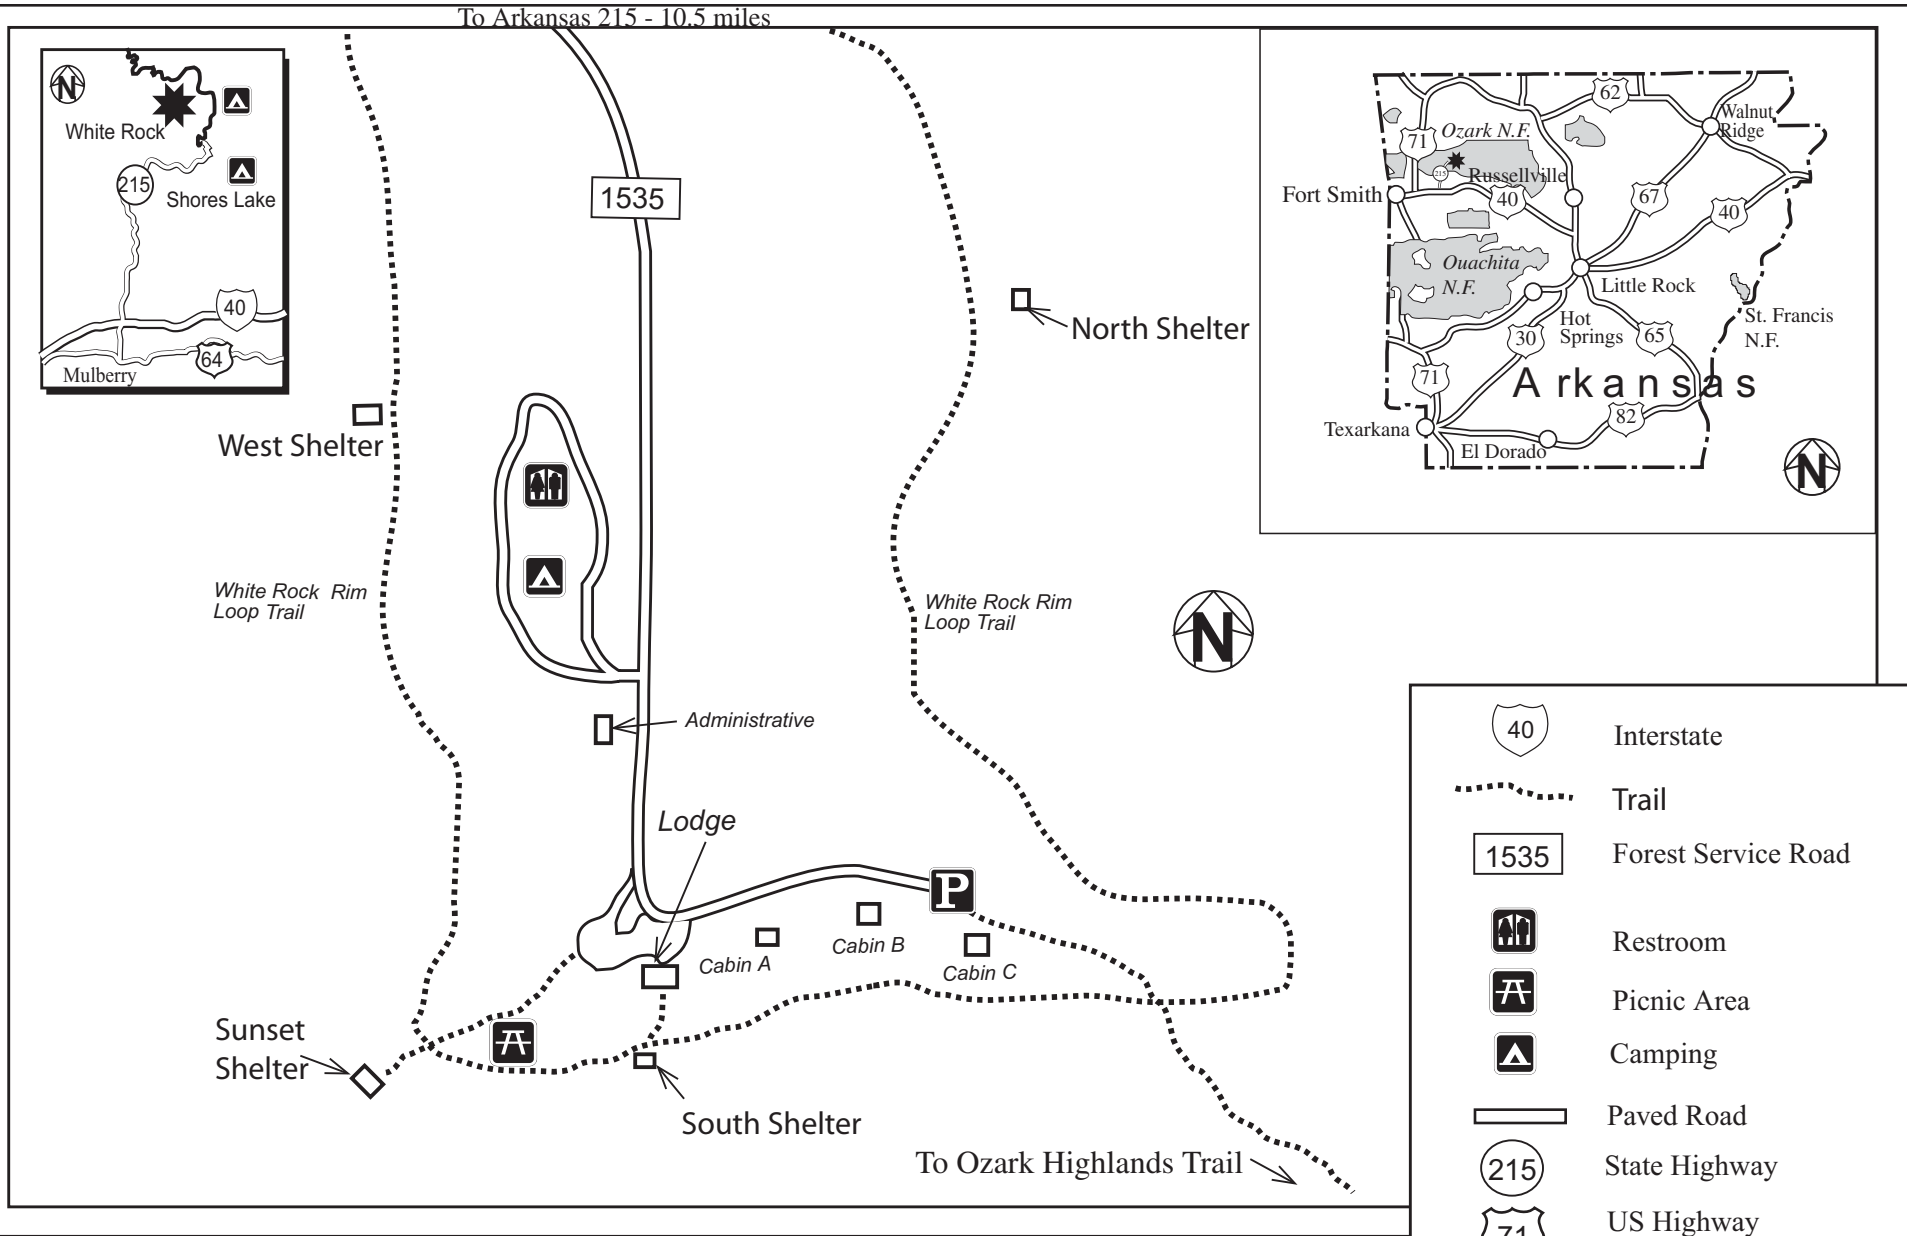 To Arkansas 215 - 10.5 miles
N
White Rock
215
Shores Lake
40
64
Mulberry
1535
North Shelter
West Shelter
White Rock Rim
Loop Trail
White Rock Rim
Loop Trail
N
Administrative
Lodge
P
Cabin A
Cabin B
Cabin C
Sunset
Shelter
South Shelter
To Ozark Highlands Trail
62
Walnut
Ridge
71
Ozark N.F.
215
Russellville
Fort Smith
40
67
40
Ouachita
N.F.
Little Rock
St. Francis
N.F.
Hot
Springs
30
65
71
Arkansas
82
Texarkana
El Dorado
N
40
Interstate
Trail
1535
Forest Service Road
Restroom
Picnic Area
Camping
Paved Road
215
State Highway
71
US Highway